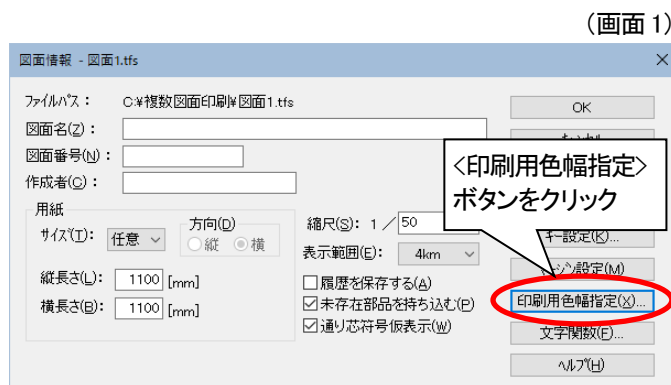 (画面 1)
図面情報 - 図面1.tfs
ファイルパス： C:¥複数図面印刷¥図面1.tfs
図面名(Z)：
図面番号(N)：
作成者(C)：
用紙
サイズ(T)： 任意
方向(D)
縦 横
縦長さ(L)： 1100 [mm]
横長さ(B)： 1100 [mm]
縮尺(S)： 1 ／ 50
表示範囲(E)： 4km
履歴を保存する(A)
未存在部品を持ち込む(P)
通り芯符号仮表示(W)
OK
<印刷用色幅指定>
ボタンをクリック
キー設定(K)...
設定(M)
印刷用色幅指定(X)...
文字関数(F)...
ヘルプ(H)